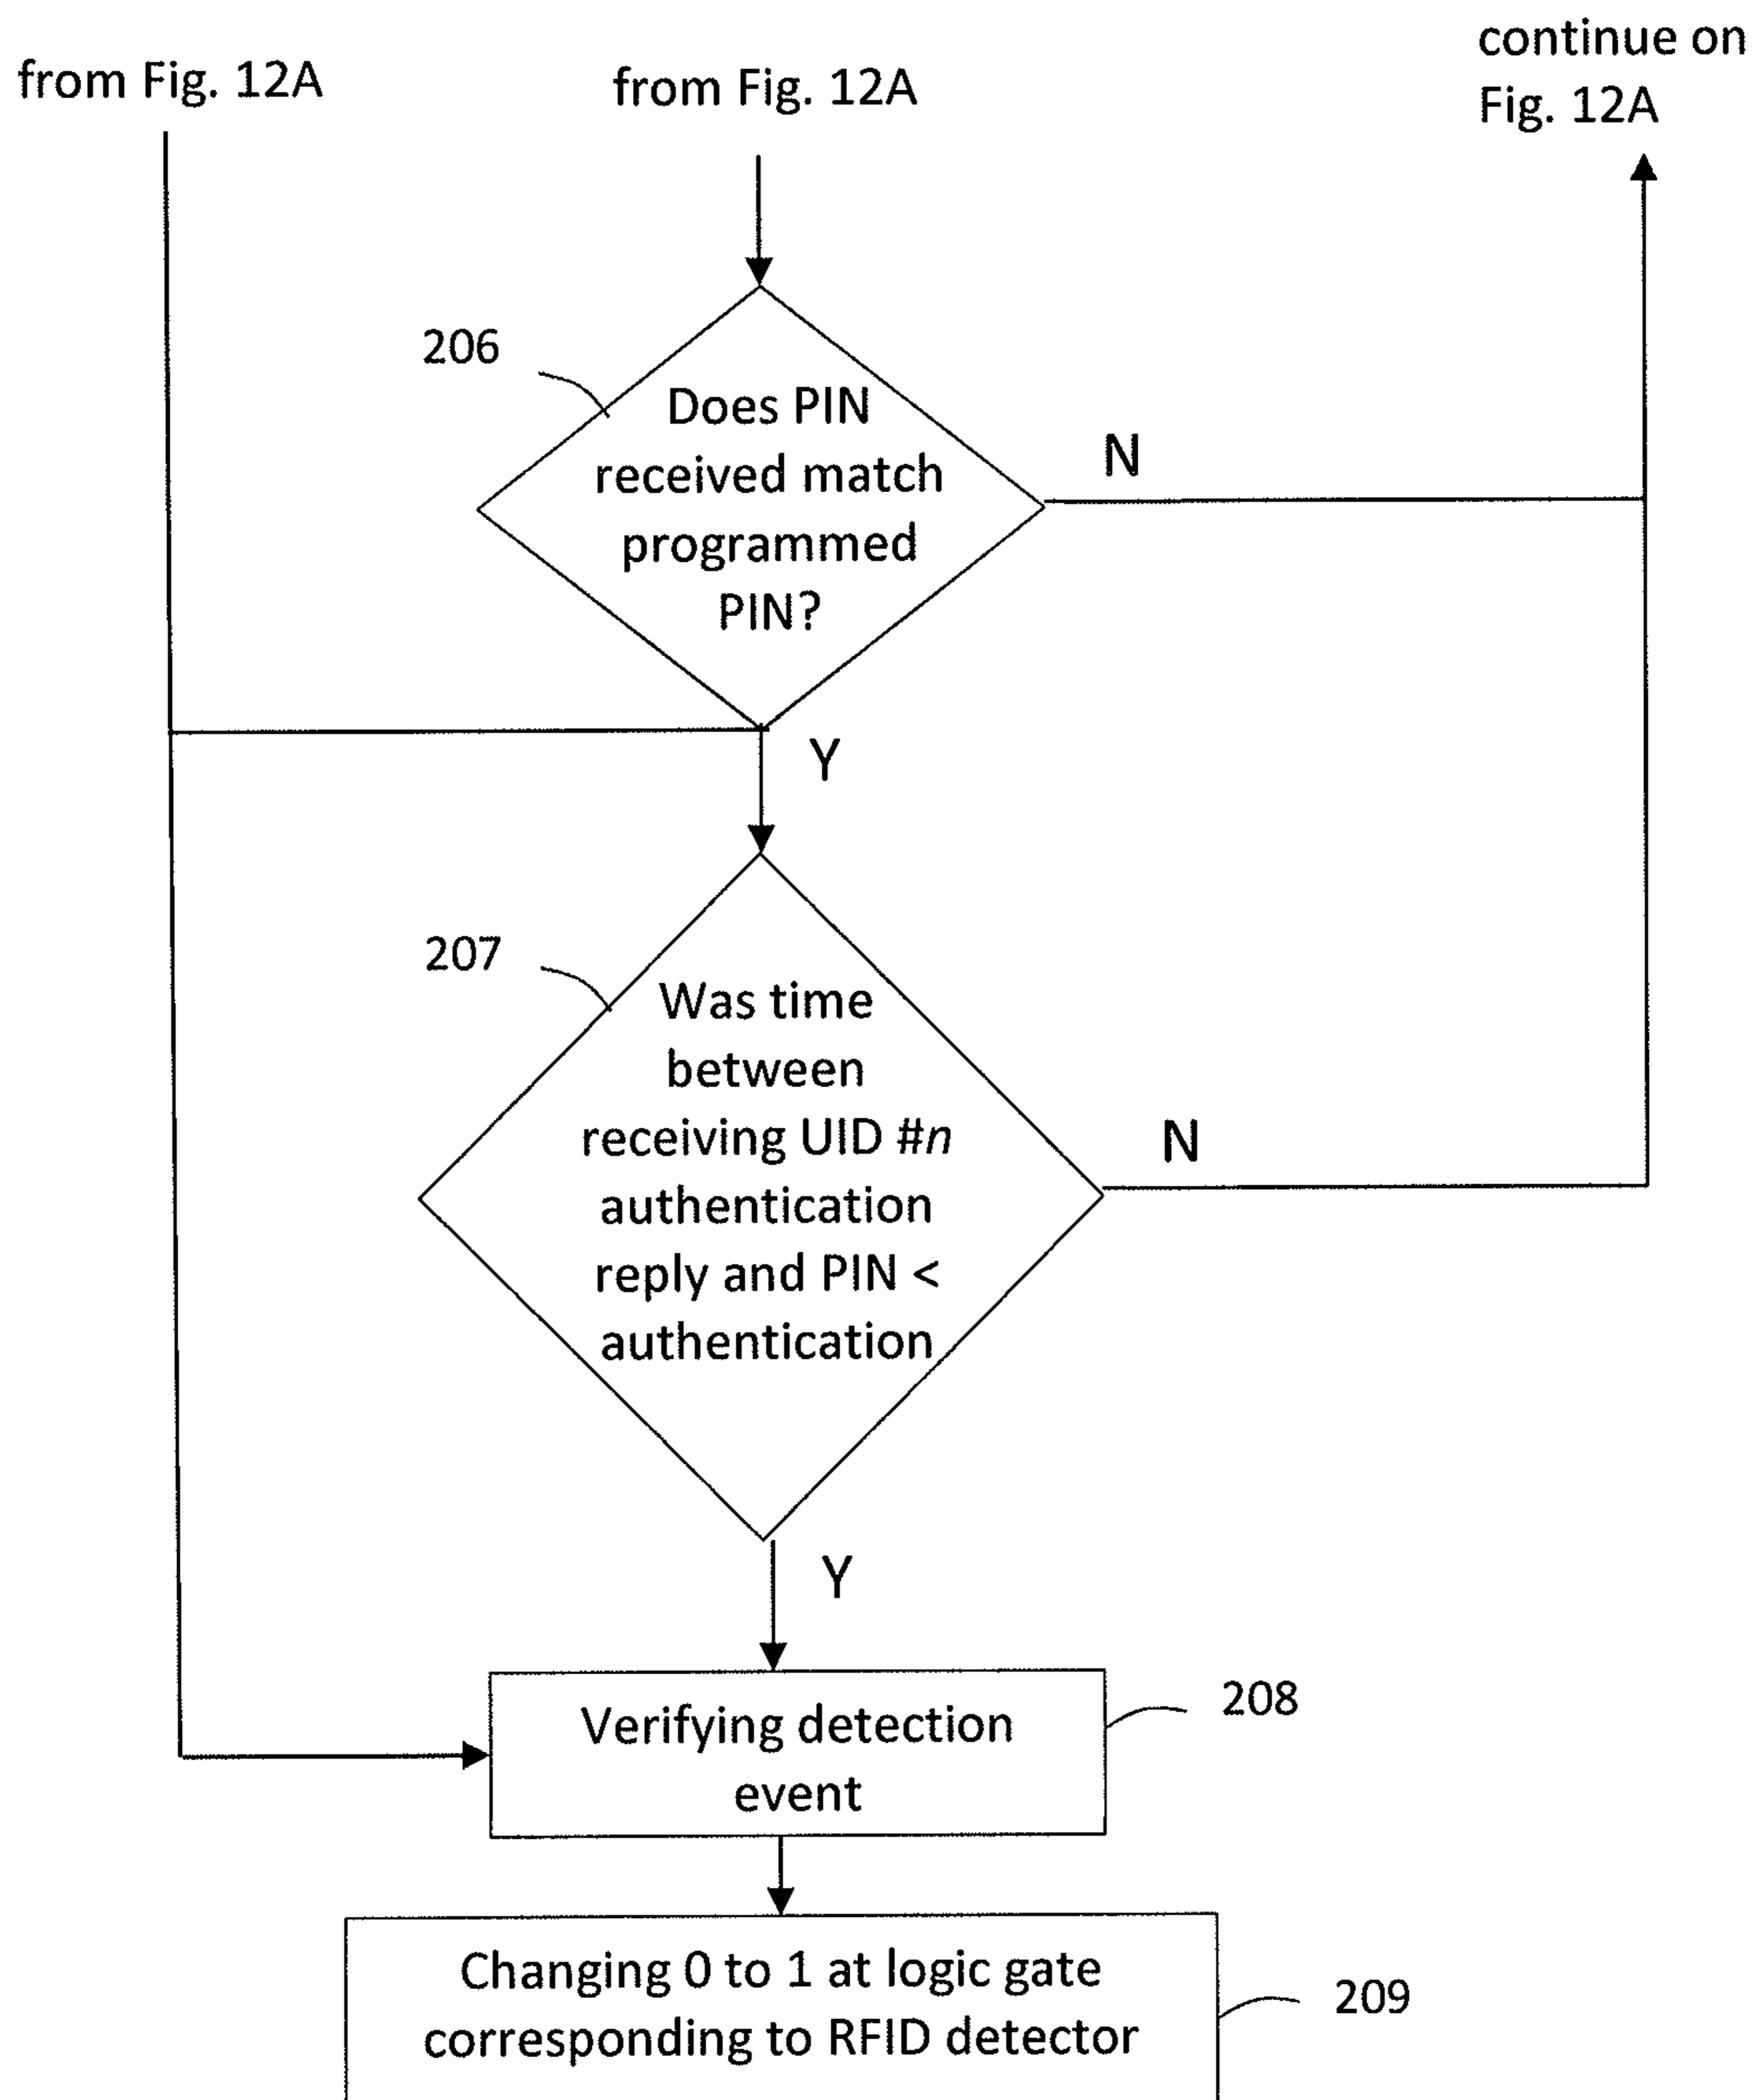 from Fig. 12A
from Fig. 12A
continue on
Fig. 12A
206
Does PIN
received match
programmed
PIN?
N
Y
207
Was time
between
receiving UID #n
authentication
reply and PIN <
authentication
N
Y
Verifying detection
event
208
Changing 0 to 1 at logic gate
corresponding to RFID detector
209